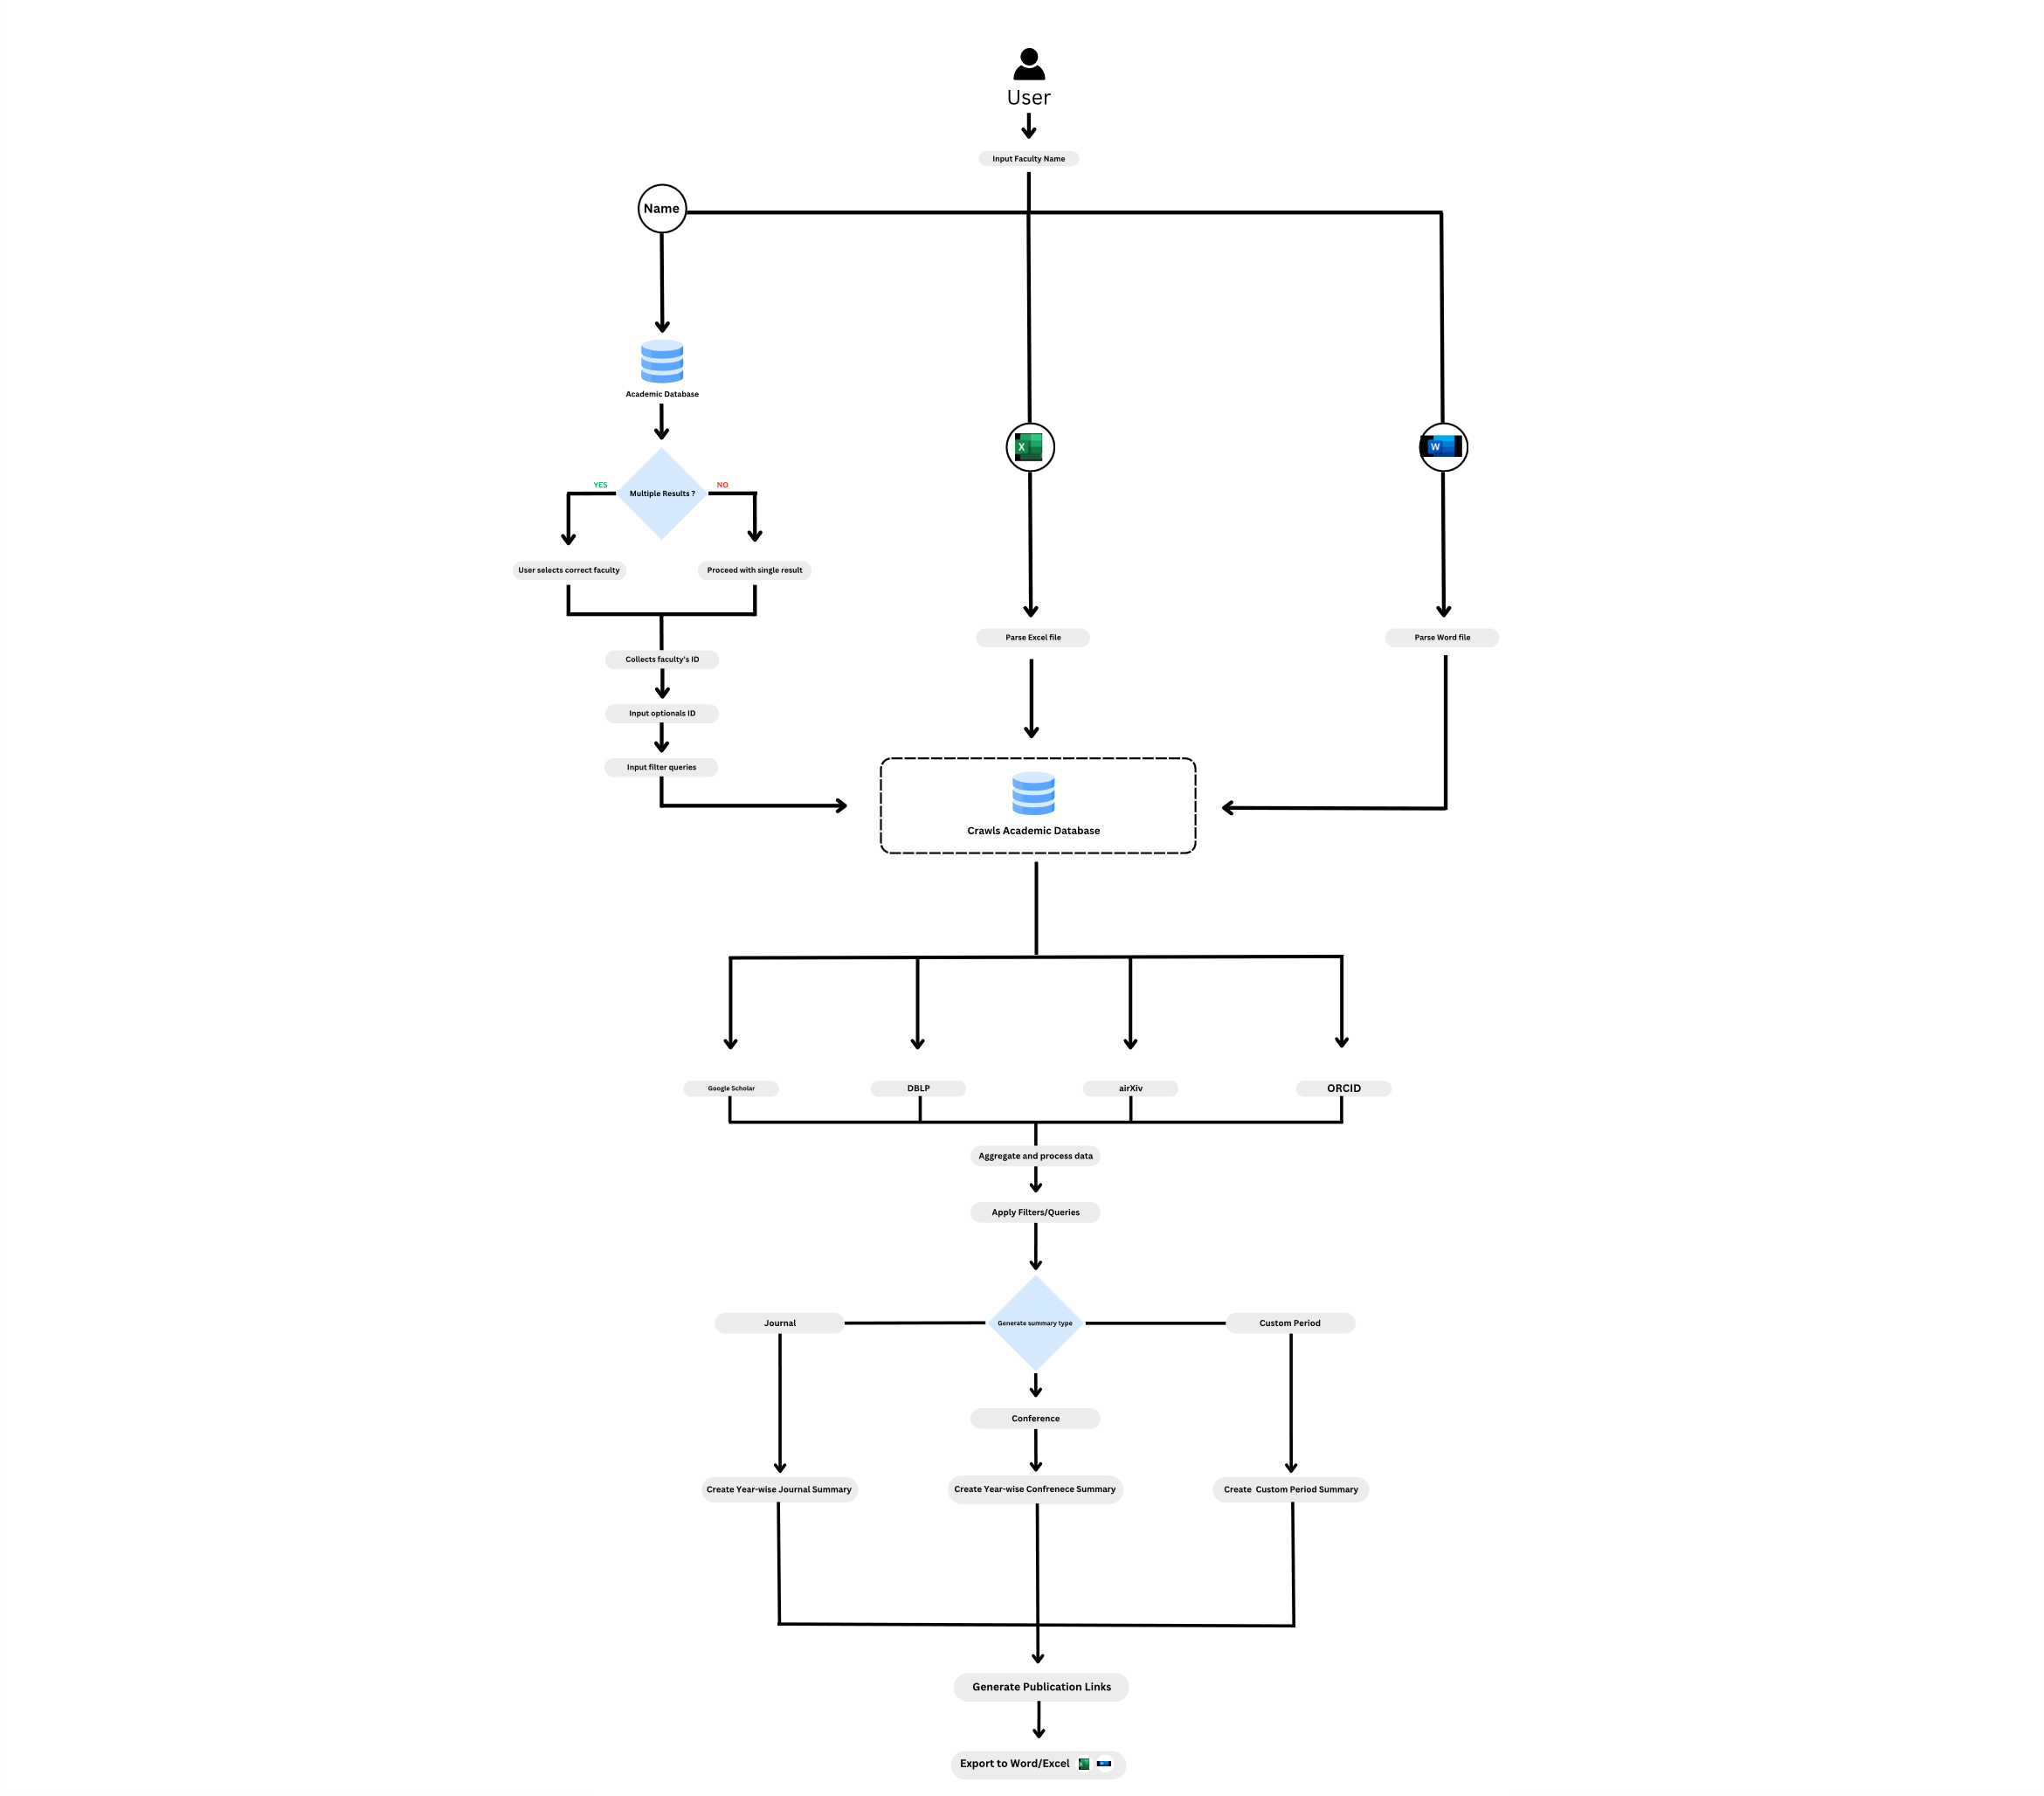 User
Input Faculty Name
Name
Academic Database
X
W
YES
NO
Multiple Results ?
User selects correct faculty
Proceed with single result
Parse Excel file
Parse Word file
Collects faculty's ID
Input optionals ID
Input filter queries
Crawls Academic Database
Google Scholar
DBLP
airXiv
ORCID
Aggregate and process data
Apply Filters/Queries
Journal
Generate summary type
Custom Period
Conference
Create Year-wise Journal Summary
Create Year-wise Confrenece Summary
Create Custom Period Summary
Generate Publication Links
Export to Word/Excel